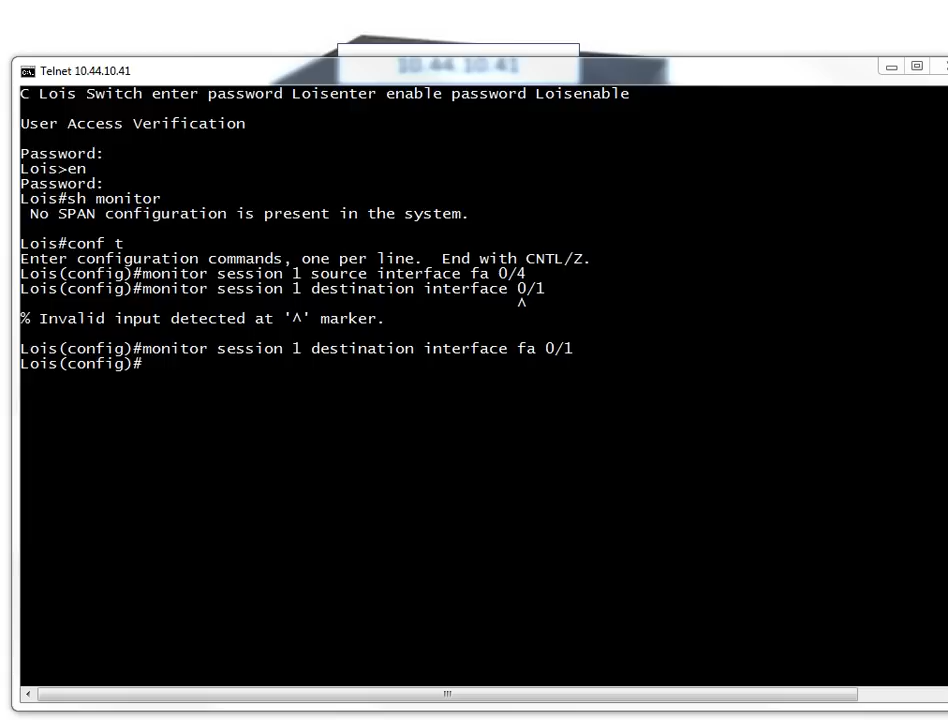 10.44.10.41
Telnet 10.44.10.41
C Lois Switch enter password Loisenter enable password Loisenable
User Access Verification
Password:
Lois>en
Password:
Lois#sh monitor
No SPAN configuration is present in the system.
Lois#conf t
Enter configuration commands, one per line.  End with CNTL/Z.
Lois(config)#monitor session 1 source interface fa 0/4
Lois(config)#monitor session 1 destination interface 0/1
^
% Invalid input detected at '^' marker.
Lois(config)#monitor session 1 destination interface fa 0/1
Lois(config)#